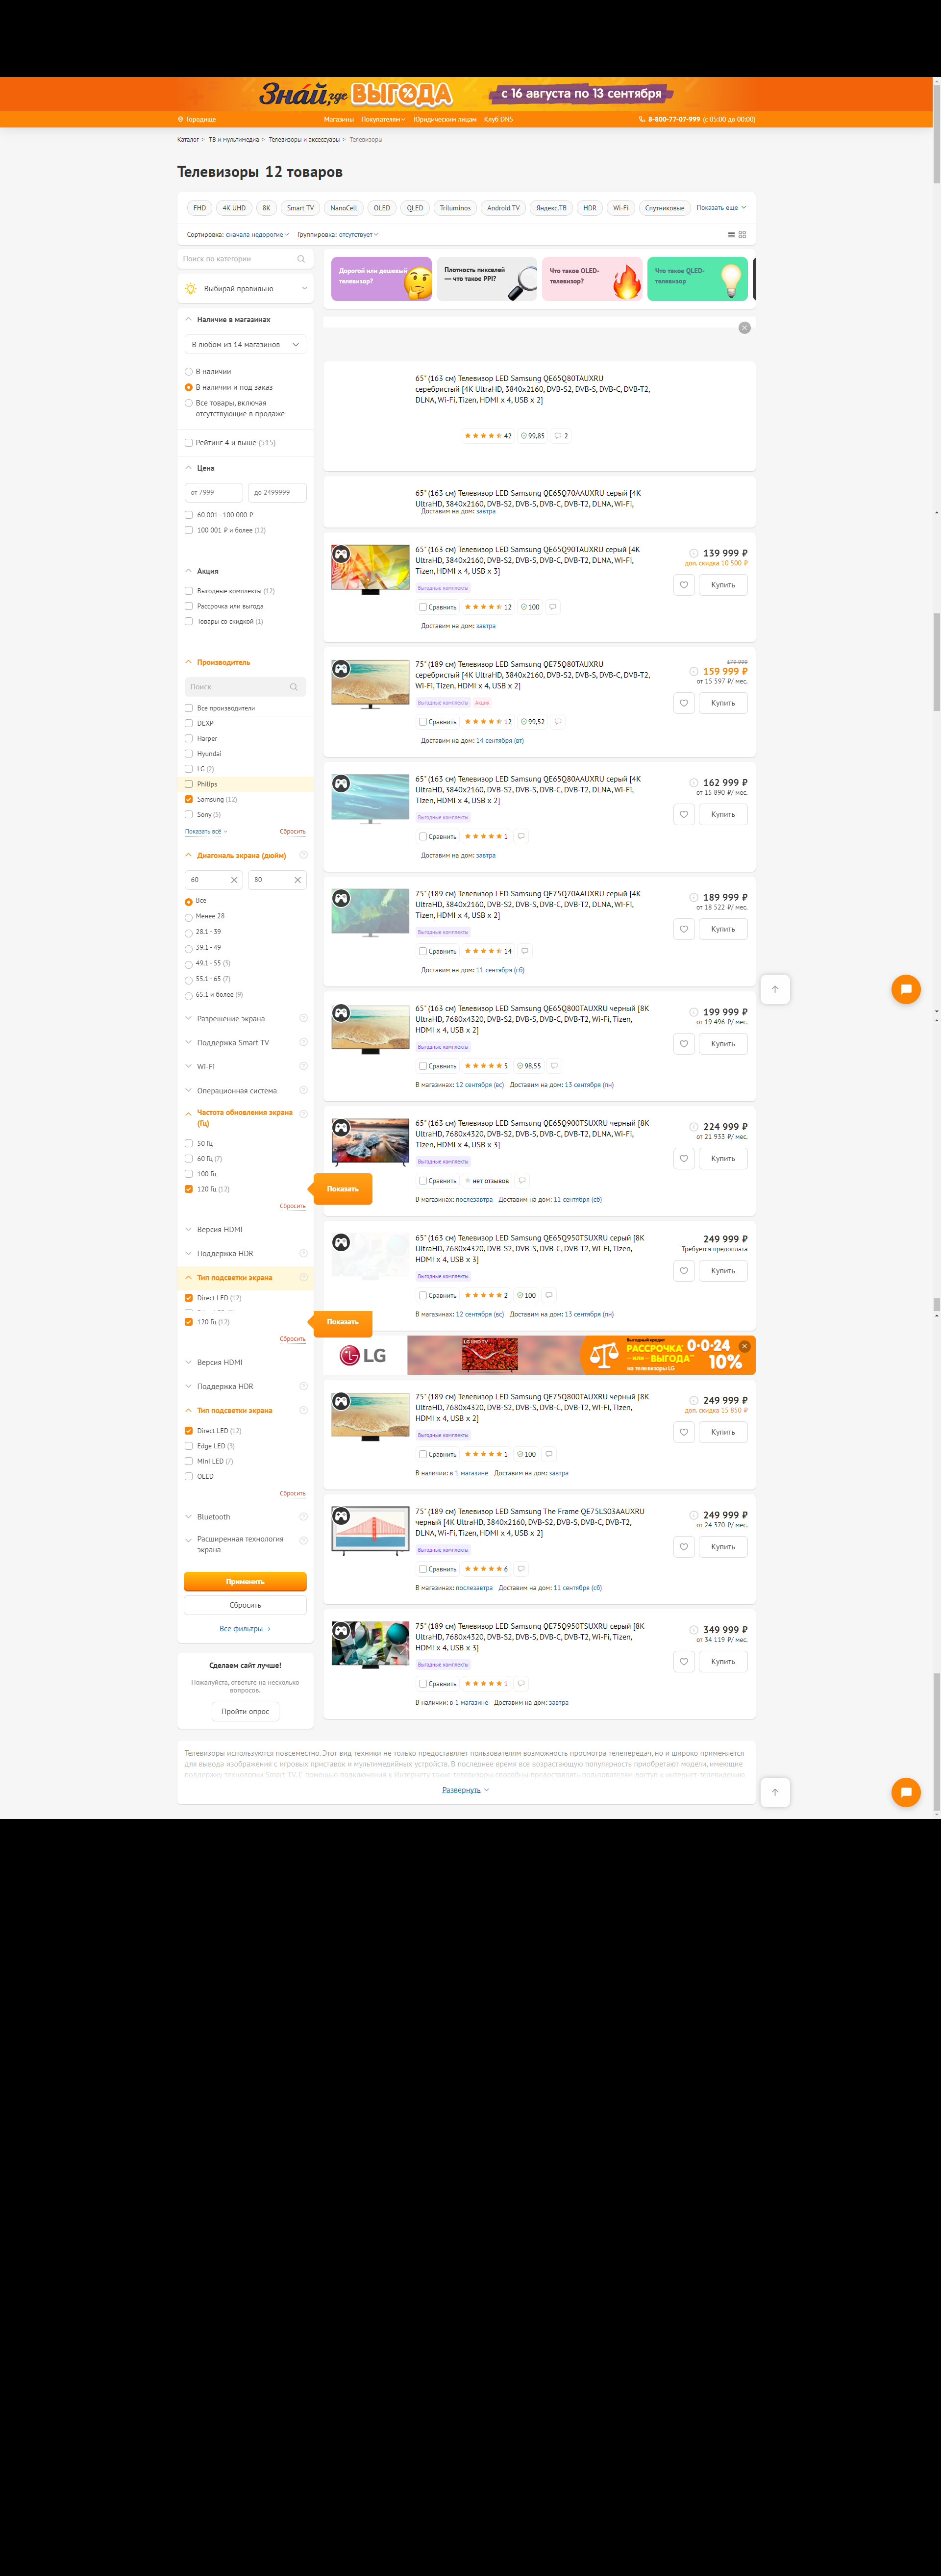 Знай, где ВЫГОДА
с 16 августа по 13 сентября
Городище
Магазины Покупателям Юридическим лицам Клуб DNS
8-800-77-07-999 (с 05:00 до 00:00)
Каталог > ТВ и мультимедиа > Телевизоры и аксессуары > Телевизоры
Телевизоры 12 товаров
FHD 4K UHD 8K Smart TV NanoCell OLED QLED Triluminos Android TV Яндекс.ТВ HDR Wi-Fi Спутниковые Показать еще
Сортировка: сначала недорогие Группировка: отсутствует
Поиск по категории
Выбирай правильно
Наличие в магазинах
В любом из 14 магазинов
В наличии
В наличии и под заказ
Все товары, включая
отсутствующие в продаже
Рейтинг 4 и выше (515)
Цена
от 7999 до 2499999
60 001 - 100 000 ₽
100 001 ₽ и более (12)
Акция
Выгодные комплекты (12)
Рассрочка или выгода
Товары со скидкой (1)
Производитель
Поиск
Все производители
DEXP
Harper
Hyundai
LG (2)
Philips
Samsung (12)
Sony (5)
Показать всё Сбросить
Диагональ экрана (дюйм)
60 80
Все
Менее 28
28.1 - 39
39.1 - 49
49.1 - 55 (3)
55.1 - 65 (7)
65.1 и более (9)
Разрешение экрана
Поддержка Smart TV
Wi-Fi
Операционная система
Частота обновления экрана
(Гц)
50 Гц
60 Гц (7)
100 Гц
120 Гц (12)
Показать
Сбросить
Версия HDMI
Поддержка HDR
Тип подсветки экрана
Direct LED (12)
120 Гц (12)
Показать
Сбросить
Версия HDMI
Поддержка HDR
Тип подсветки экрана
Direct LED (12)
Edge LED (3)
Mini LED (7)
OLED
Сбросить
Bluetooth
Расширенная технология
экрана
Применить
Сбросить
Все фильтры →
Сделаем сайт лучше!
Пожалуйста, ответьте на несколько
вопросов.
Пройти опрос
Дорогой или дешевый
телевизор?
Плотность пикселей
— что такое PPI?
Что такое OLED-
телевизор?
Что такое QLED-
телевизор
65" (163 см) Телевизор LED Samsung QE65Q80TAUXRU
серебристый [4K UltraHD, 3840x2160, DVB-S2, DVB-S, DVB-C, DVB-T2,
DLNA, Wi-Fi, Tizen, HDMI x 4, USB x 2]
42 99,85 2
65" (163 см) Телевизор LED Samsung QE65Q70AAUXRU серый [4K
UltraHD, 3840x2160, DVB-S2, DVB-S, DVB-C, DVB-T2, DLNA, Wi-Fi,
Доставим на дом: завтра
65" (163 см) Телевизор LED Samsung QE65Q90TAUXRU серый [4K
UltraHD, 3840x2160, DVB-S2, DVB-S, DVB-C, DVB-T2, DLNA, Wi-Fi,
Tizen, HDMI x 4, USB x 3]
Выгодные комплекты
Сравнить 12 100
Доставим на дом: завтра
139 999 ₽
доп. скидка 10 500 ₽
Купить
75" (189 см) Телевизор LED Samsung QE75Q80TAUXRU
серебристый [4K UltraHD, 3840x2160, DVB-S2, DVB-S, DVB-C, DVB-T2,
Wi-Fi, Tizen, HDMI x 4, USB x 2]
Выгодные комплекты Акция
Сравнить 12 99,52
Доставим на дом: 14 сентября (вт)
179 999
159 999 ₽
от 15 597 ₽/ мес.
Купить
65" (163 см) Телевизор LED Samsung QE65Q80AAUXRU серый [4K
UltraHD, 3840x2160, DVB-S2, DVB-S, DVB-C, DVB-T2, DLNA, Wi-Fi,
Tizen, HDMI x 4, USB x 2]
Выгодные комплекты
Сравнить 1
Доставим на дом: завтра
162 999 ₽
от 15 890 ₽/ мес.
Купить
75" (189 см) Телевизор LED Samsung QE75Q70AAUXRU серый [4K
UltraHD, 3840x2160, DVB-S2, DVB-S, DVB-C, DVB-T2, DLNA, Wi-Fi,
Tizen, HDMI x 4, USB x 2]
Выгодные комплекты
Сравнить 14
Доставим на дом: 11 сентября (сб)
189 999 ₽
от 18 522 ₽/ мес.
Купить
65" (163 см) Телевизор LED Samsung QE65Q800TAUXRU черный [8K
UltraHD, 7680x4320, DVB-S2, DVB-S, DVB-C, DVB-T2, Wi-Fi, Tizen,
HDMI x 4, USB x 2]
Выгодные комплекты
Сравнить 5 98,55
В магазинах: 12 сентября (вс) Доставим на дом: 13 сентября (пн)
199 999 ₽
от 19 496 ₽/ мес.
Купить
65" (163 см) Телевизор LED Samsung QE65Q900TSUXRU черный [8K
UltraHD, 7680x4320, DVB-S2, DVB-S, DVB-C, DVB-T2, DLNA, Wi-Fi,
Tizen, HDMI x 4, USB x 3]
Выгодные комплекты
Сравнить нет отзывов
В магазинах: послезавтра Доставим на дом: 11 сентября (сб)
224 999 ₽
от 21 933 ₽/ мес.
Купить
65" (163 см) Телевизор LED Samsung QE65Q950TSUXRU серый [8K
UltraHD, 7680x4320, DVB-S2, DVB-S, DVB-C, DVB-T2, Wi-Fi, Tizen,
HDMI x 4, USB x 3]
Выгодные комплекты
Сравнить 2 100
В магазинах: 12 сентября (вс) Доставим на дом: 13 сентября (пн)
249 999 ₽
Требуется предоплата
Купить
LG
LG UHD TV
Выгодный кредит
РАССРОЧКА 0-0-24
или ВЫГОДА 10%
на телевизоры LG
75" (189 см) Телевизор LED Samsung QE75Q800TAUXRU черный [8K
UltraHD, 7680x4320, DVB-S2, DVB-S, DVB-C, DVB-T2, Wi-Fi, Tizen,
HDMI x 4, USB x 2]
Выгодные комплекты
Сравнить 1 100
В наличии: в 1 магазине Доставим на дом: завтра
249 999 ₽
доп. скидка 15 850 ₽
Купить
75" (189 см) Телевизор LED Samsung The Frame QE75LS03AAUXRU
черный [4K UltraHD, 3840x2160, DVB-S2, DVB-S, DVB-C, DVB-T2,
DLNA, Wi-Fi, Tizen, HDMI x 4, USB x 2]
Выгодные комплекты
Сравнить 6
В магазинах: послезавтра Доставим на дом: 11 сентября (сб)
249 999 ₽
от 24 370 ₽/ мес.
Купить
75" (189 см) Телевизор LED Samsung QE75Q950TSUXRU серый [8K
UltraHD, 7680x4320, DVB-S2, DVB-S, DVB-C, DVB-T2, Wi-Fi, Tizen,
HDMI x 4, USB x 3]
Выгодные комплекты
Сравнить 1
В наличии: в 1 магазине Доставим на дом: завтра
349 999 ₽
от 34 119 ₽/ мес.
Купить
Телевизоры используются повсеместно. Этот вид техники не только предоставляет пользователям возможность просмотра телепередач, но и широко применяется
для вывода изображения с игровых приставок и мультимедийных устройств. В последнее время все возрастающую популярность приобретают модели, имеющие
поддержку технологии Smart TV. С помощью подключения к Интернету такие телевизоры способны предоставлять пользователям доступ к интернет-телевидению
Развернуть